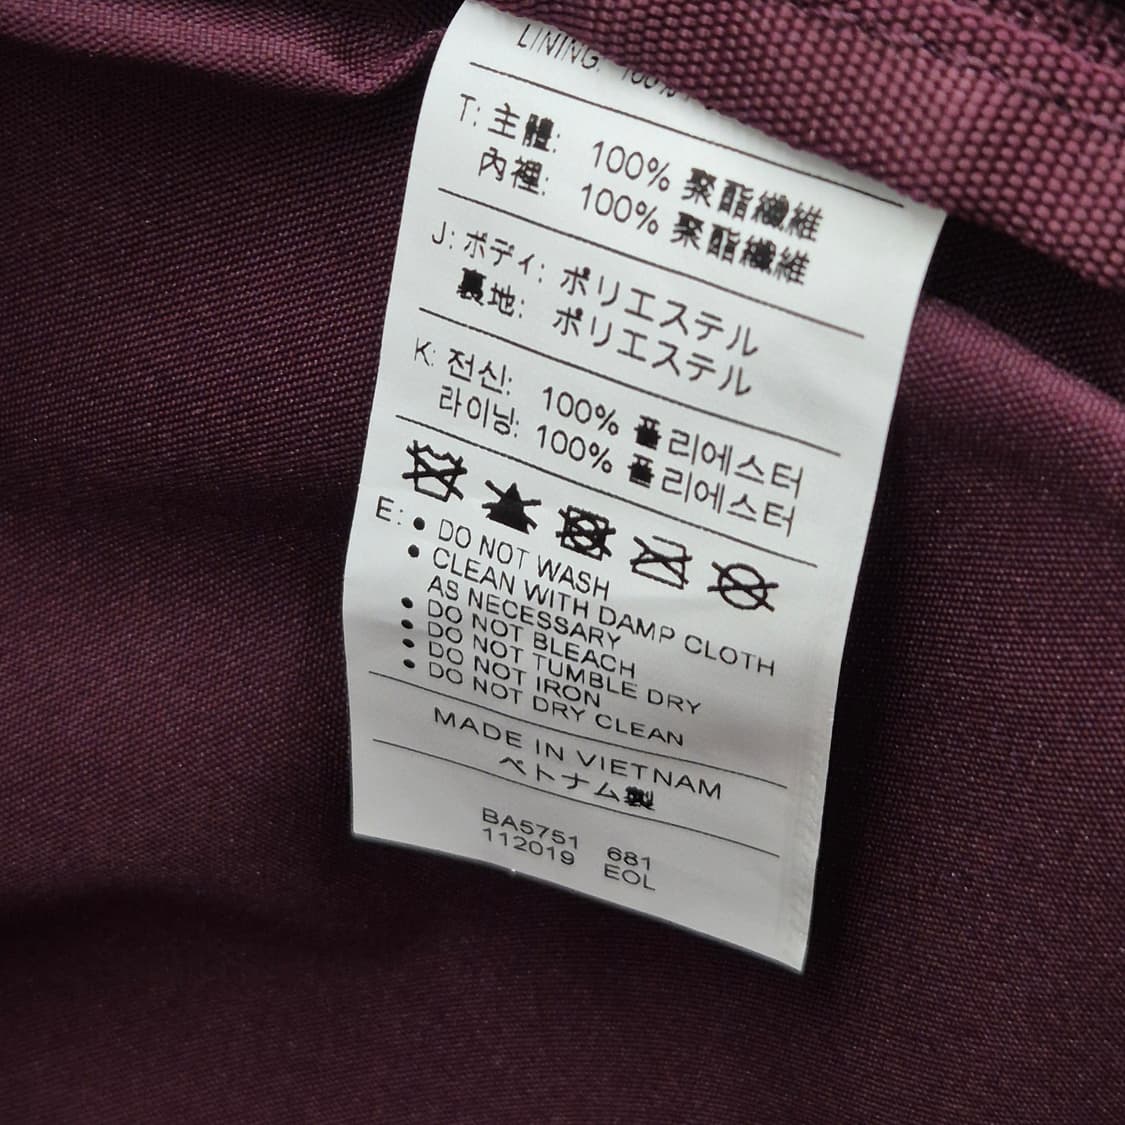 LINING: 100%
T: 主體: 100% 聚酯纖維
內裡: 100% 聚酯纖維
J: ボディ: ポリエステル
裏地: ポリエステル
K: 전신: 100% 폴리에스터
라이닝: 100% 폴리에스터
E: • DO NOT WASH
• CLEAN WITH DAMP CLOTH
AS NECESSARY
• DO NOT BLEACH
• DO NOT TUMBLE DRY
• DO NOT IRON
• DO NOT DRY CLEAN
MADE IN VIETNAM
ベトナム製
BA5751 681
112019 EOL